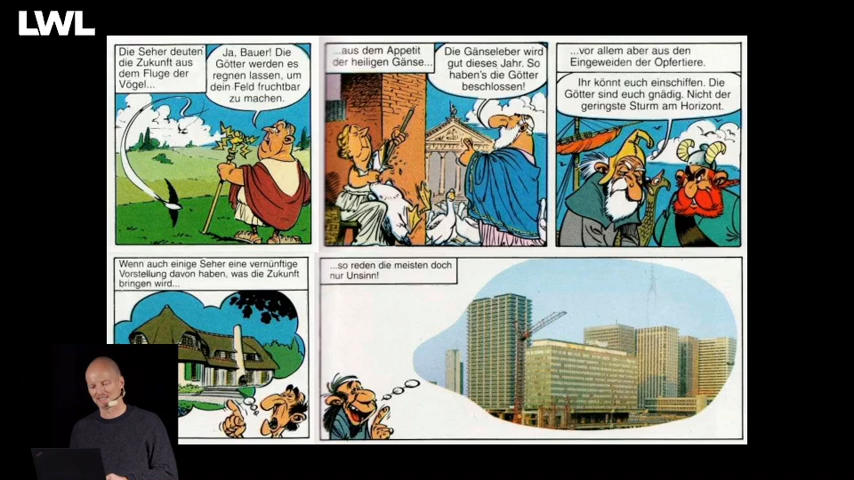 LWL
Die Seher deuten
die Zukunft aus
dem Fluge der
Vögel...
Ja, Bauer! Die
Götter werden es
regnen lassen, um
dein Feld fruchtbar
zu machen.
...aus dem Appetit
der heiligen Gänse...
Die Gänseleber wird
gut dieses Jahr. So
haben's die Götter
beschlossen!
...vor allem aber aus den
Eingeweiden der Opfertiere.
Ihr könnt euch einschiffen. Die
Götter sind euch gnädig. Nicht der
geringste Sturm am Horizont.
Wenn auch einige Seher eine vernünftige
Vorstellung davon haben, was die Zukunft
bringen wird...
...so reden die meisten doch
nur Unsinn!